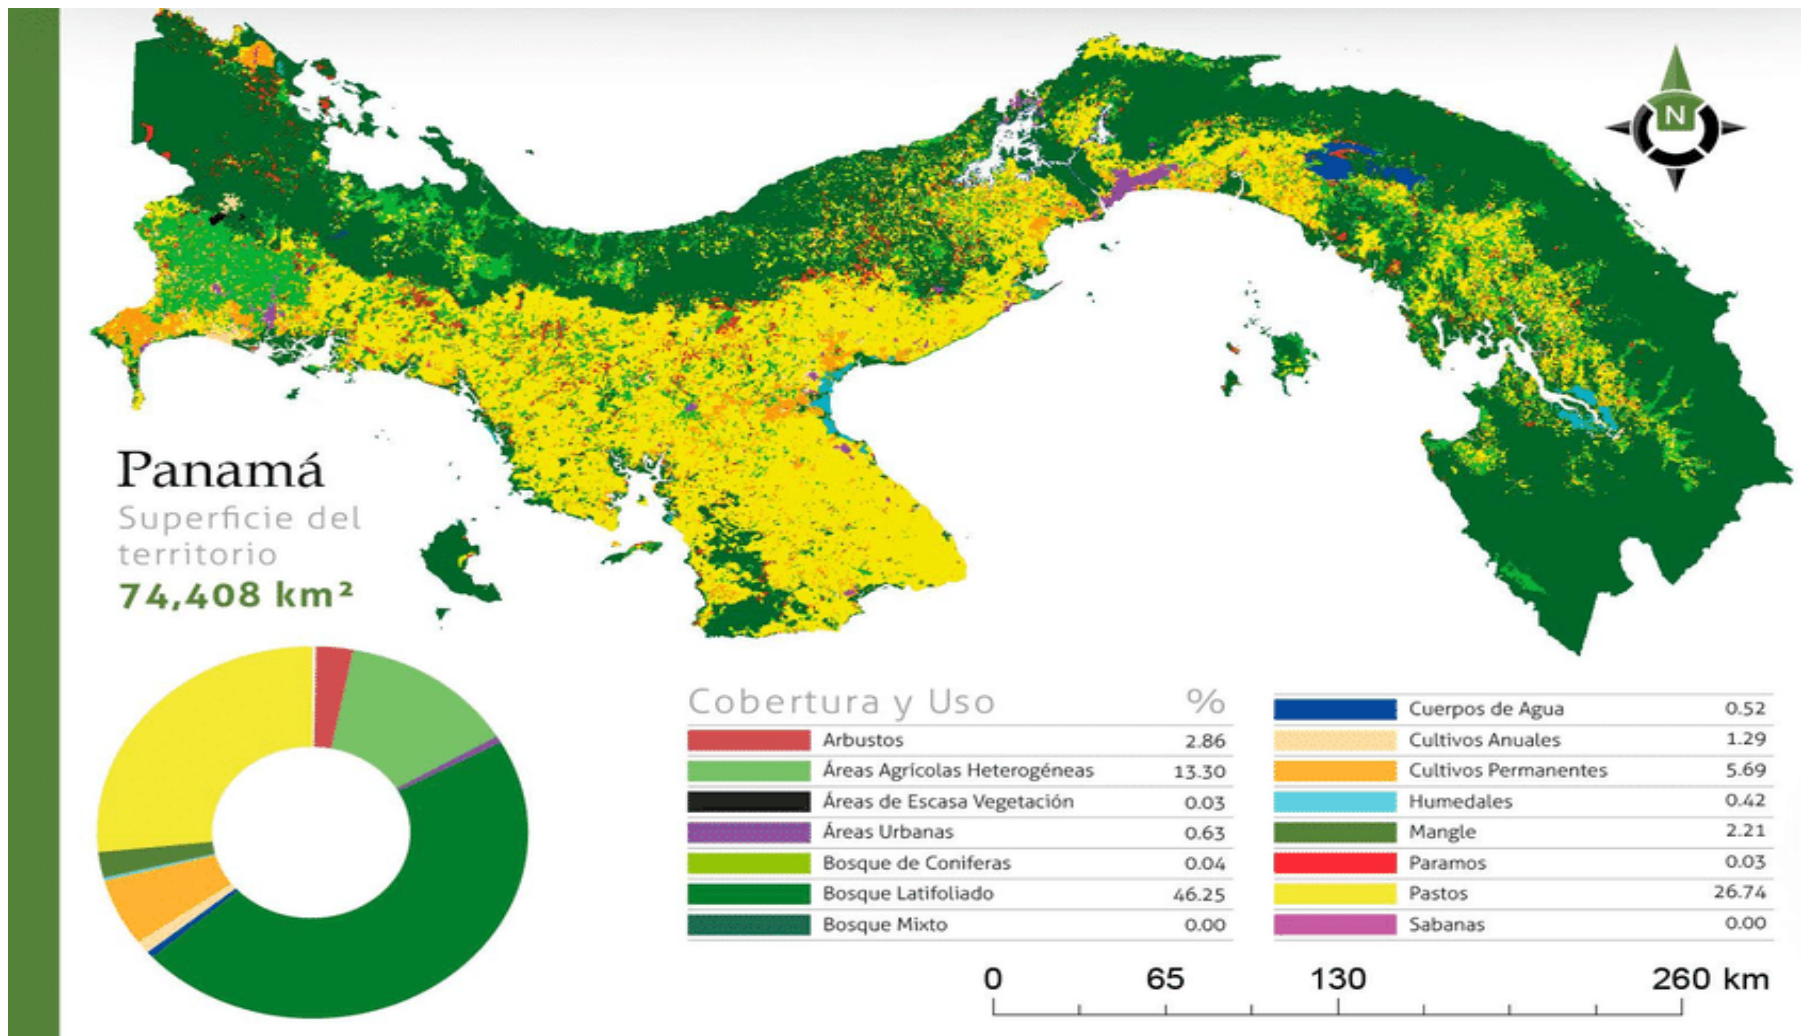 N
Panamá
Superficie del
territorio
74,408 km²
Cobertura y Uso %
Arbustos 2.86
Áreas Agrícolas Heterogéneas 13.30
Áreas de Escasa Vegetación 0.03
Áreas Urbanas 0.63
Bosque de Coniferas 0.04
Bosque Latifoliado 46.25
Bosque Mixto 0.00
Cuerpos de Agua 0.52
Cultivos Anuales 1.29
Cultivos Permanentes 5.69
Humedales 0.42
Mangle 2.21
Paramos 0.03
Pastos 26.74
Sabanas 0.00
0 65 130 260 km